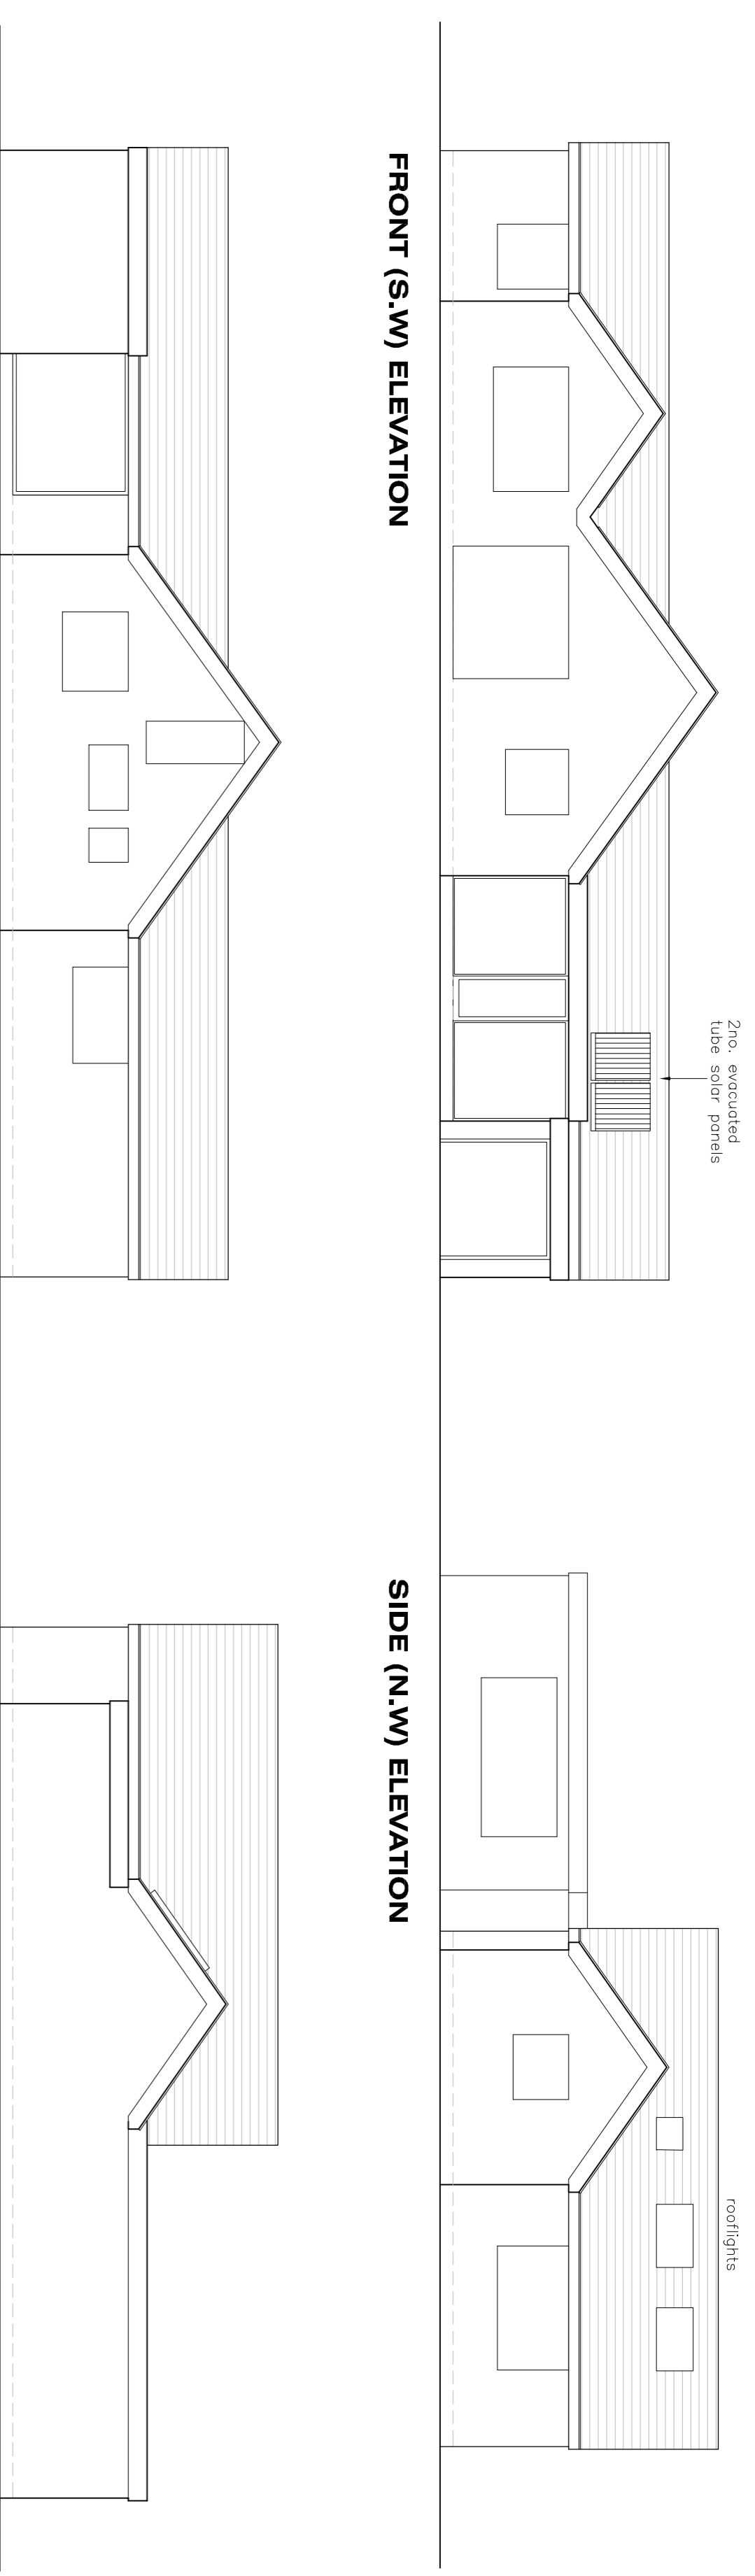 2no. evacuated
tube solar panels
rooflights
FRONT (S.W) ELEVATION
SIDE (N.W) ELEVATION